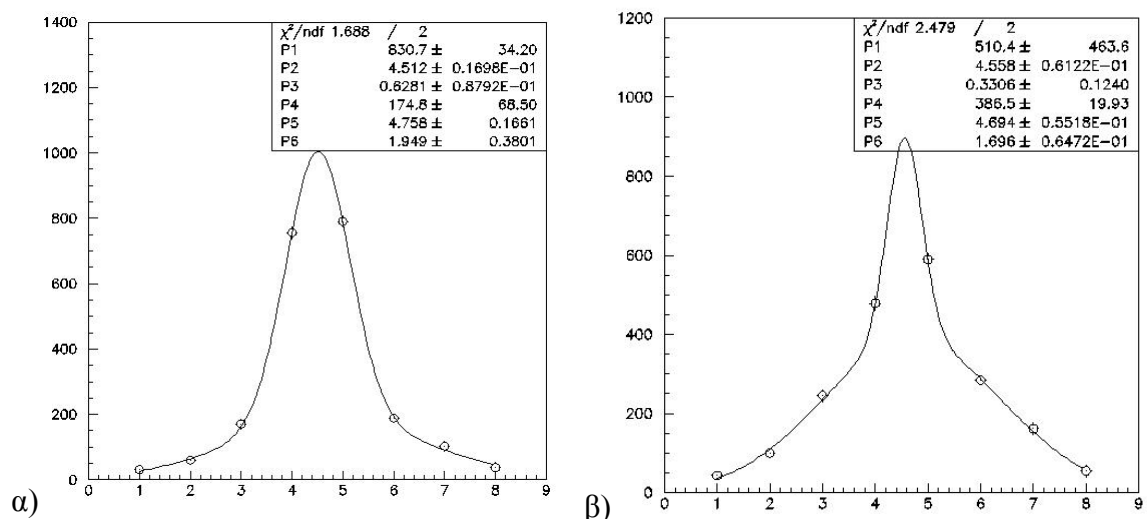 χ²/ndf 1.688 / 2
P1 830.7 ± 34.20
P2 4.512 ± 0.1698E-01
P3 0.6281 ± 0.8792E-01
P4 174.8 ± 68.50
P5 4.758 ± 0.1661
P6 1.949 ± 0.3801
1400
1200
1000
800
600
400
200
0
0 1 2 3 4 5 6 7 8 9
α)
χ²/ndf 2.479 / 2
P1 510.4 ± 463.6
P2 4.558 ± 0.6122E-01
P3 0.3306 ± 0.1240
P4 386.5 ± 19.93
P5 4.694 ± 0.5518E-01
P6 1.696 ± 0.6472E-01
1200
1000
800
600
400
200
0
0 1 2 3 4 5 6 7 8 9
β)